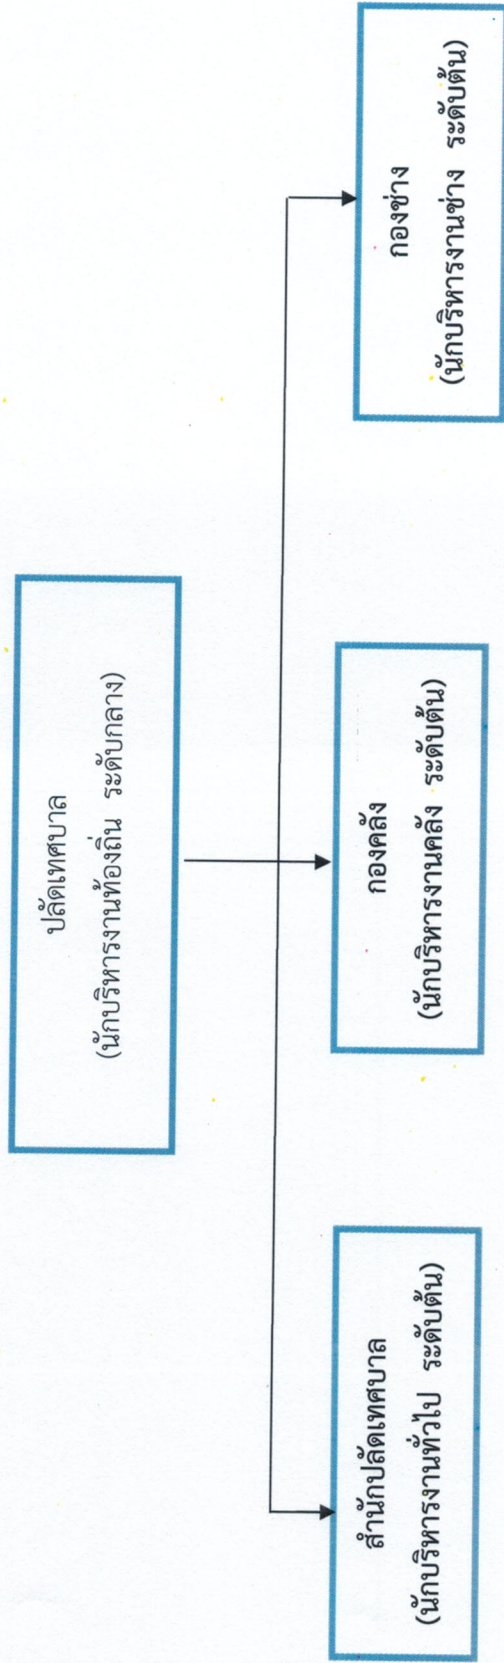 ปลัดเทศบาล
(นักบริหารงานท้องถิ่น ระดับกลาง)
สำนักปลัดเทศบาล
(นักบริหารงานทั่วไป ระดับต้น)
กองคลัง
(นักบริหารงานคลัง ระดับต้น)
กองช่าง
(นักบริหารงานช่าง ระดับต้น)